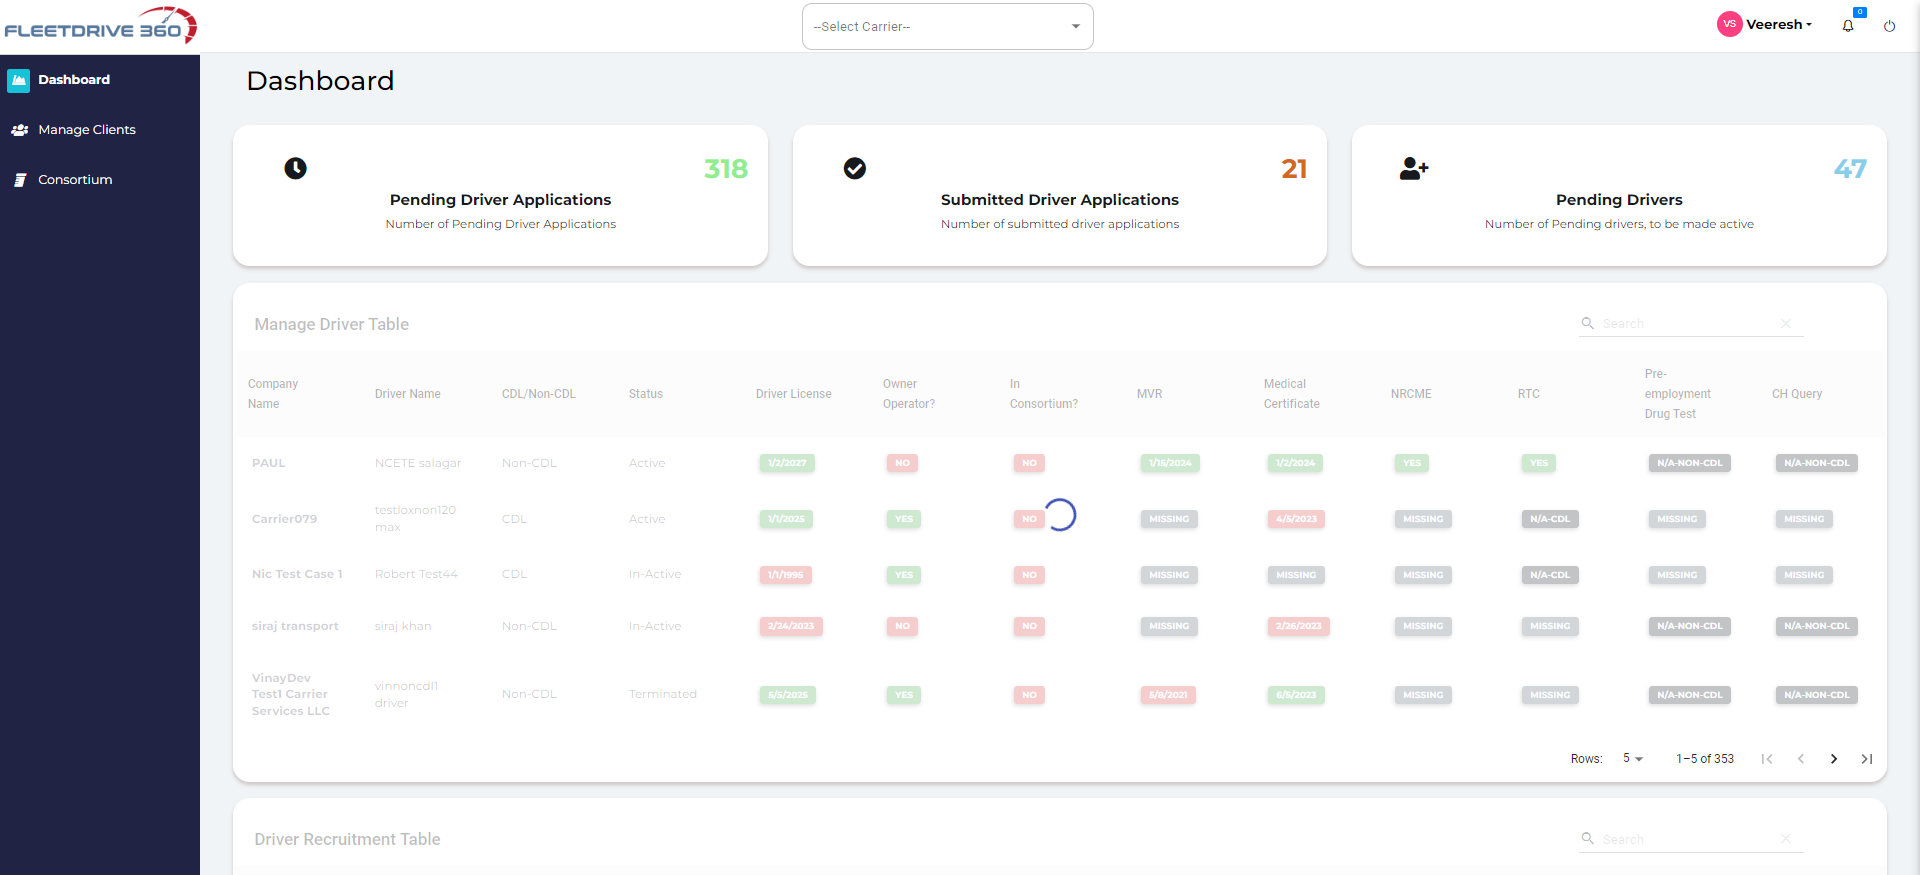 FLEETDRIVE 360
--Select Carrier--
VS Veeresh
0
Dashboard
Manage Clients
Consortium
Dashboard
318
Pending Driver Applications
Number of Pending Driver Applications
21
Submitted Driver Applications
Number of submitted driver applications
47
Pending Drivers
Number of Pending drivers, to be made active
Manage Driver Table
Search
Company Name Driver Name CDL/Non-CDL Status Driver License Owner Operator? In Consortium? MVR Medical Certificate NRCME RTC Pre-employment Drug Test CH Query
PAUL NCETE salagar Non-CDL Active 1/2/2027 NO NO 1/15/2024 1/2/2024 YES YES N/A-NON-CDL N/A-NON-CDL
Carrier079 testloxnon120 max CDL Active 1/1/2025 YES NO MISSING 4/5/2023 MISSING N/A-CDL MISSING MISSING
Nic Test Case 1 Robert Test44 CDL In-Active 1/1/1995 YES NO MISSING MISSING MISSING N/A-CDL MISSING MISSING
siraj transport siraj khan Non-CDL In-Active 2/24/2023 NO NO MISSING 2/26/2023 MISSING MISSING N/A-NON-CDL N/A-NON-CDL
VinayDev Test1 Carrier Services LLC vinnoncdl1 driver Non-CDL Terminated 5/5/2025 YES NO 5/8/2021 6/5/2023 MISSING MISSING N/A-NON-CDL N/A-NON-CDL
Rows: 5 1–5 of 353
Driver Recruitment Table
Search